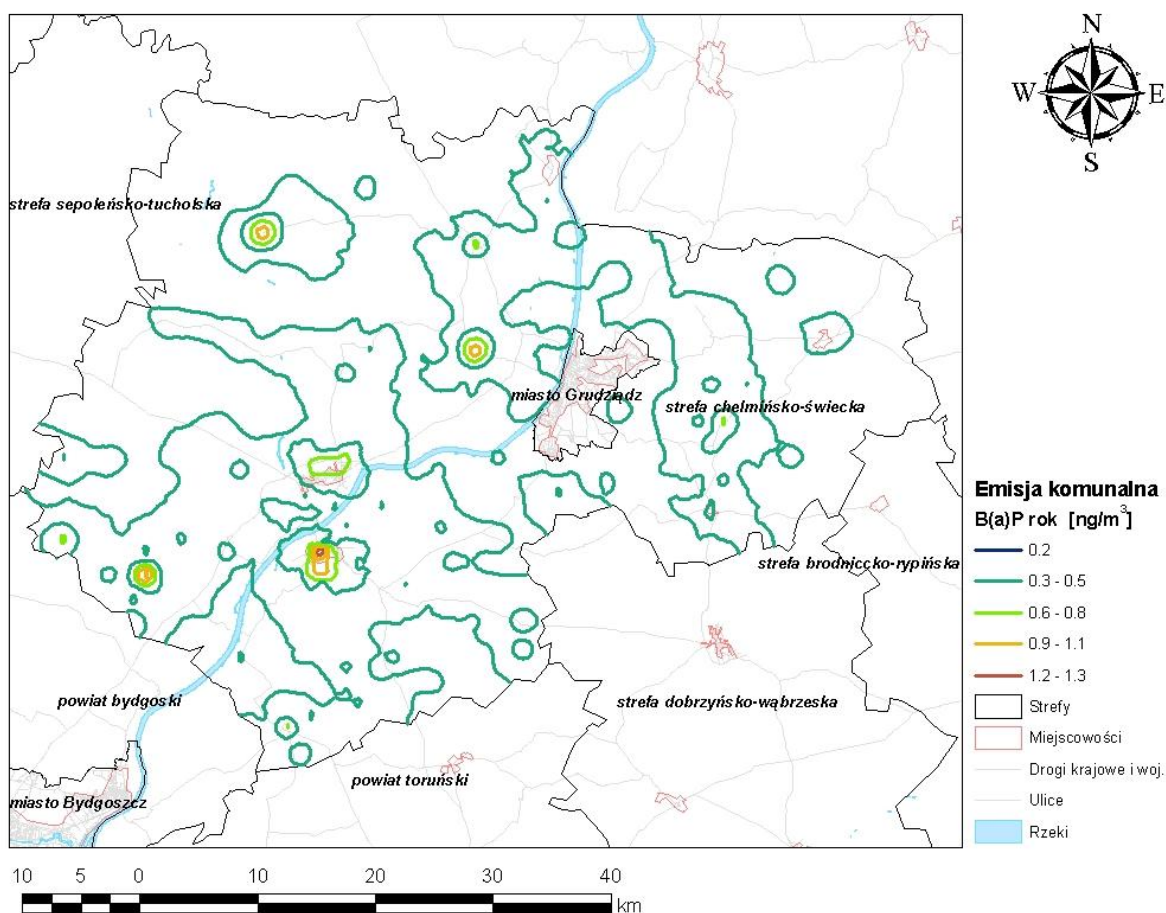 N
W E
S
strefa sepoleńsko-tucholska
miasto Grudziądz
strefa chelmińsko-świecka
strefa brodniccko-rypińska
powiat bydgoski
strefa dobrzyńsko-wąbrzeska
powiat toruński
miasto Bydgoszcz
Emisja komunalna
B(a)P rok [ng/m³]
0.2
0.3 - 0.5
0.6 - 0.8
0.9 - 1.1
1.2 - 1.3
Strefy
Miejscowości
Drogi krajowe i woj.
Ulice
Rzeki
10 5 0 10 20 30 40
km